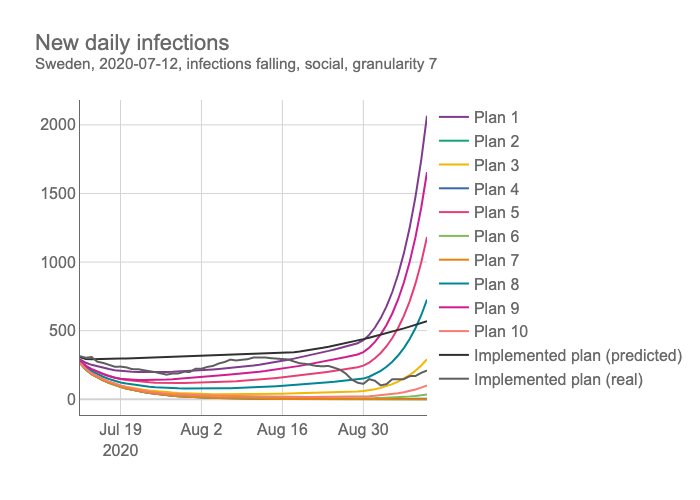 New daily infections
Sweden, 2020-07-12, infections falling, social, granularity 7
2000
1500
1000
500
0
Jul 19
2020
Aug 2
Aug 16
Aug 30
Plan 1
Plan 2
Plan 3
Plan 4
Plan 5
Plan 6
Plan 7
Plan 8
Plan 9
Plan 10
Implemented plan (predicted)
Implemented plan (real)